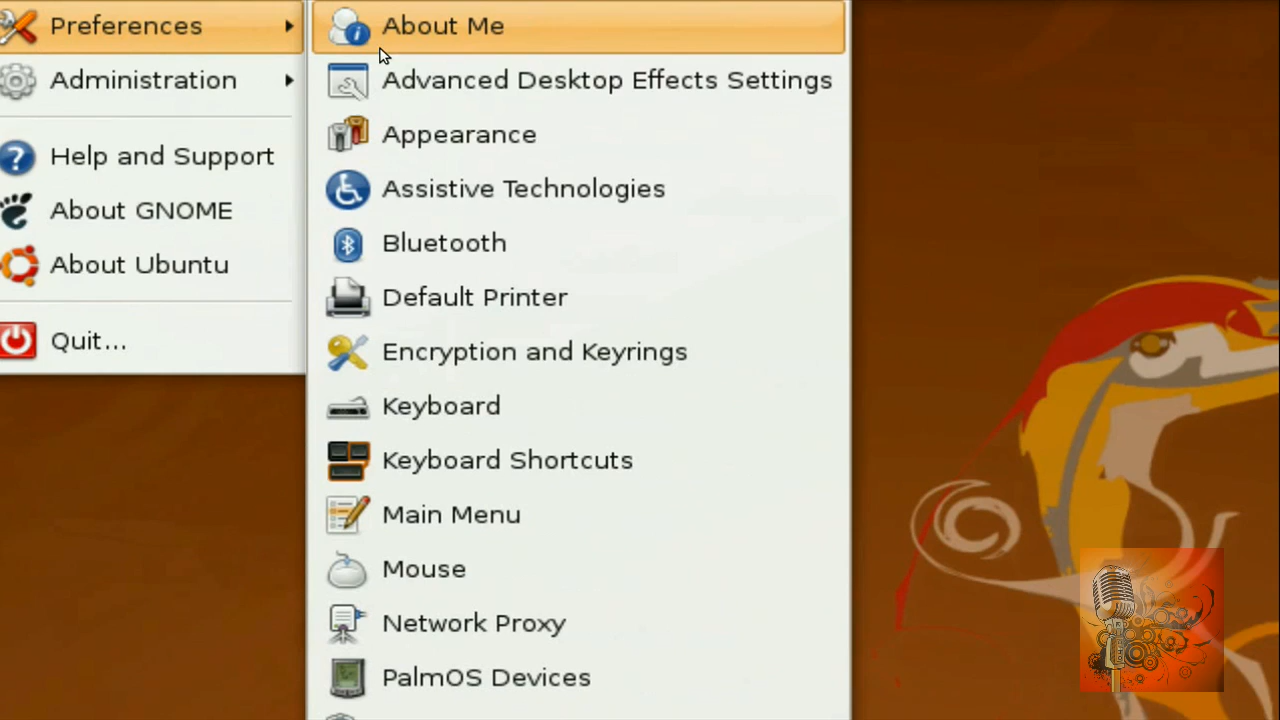 Preferences
Administration
Help and Support
About GNOME
About Ubuntu
Quit...
About Me
Advanced Desktop Effects Settings
Appearance
Assistive Technologies
Bluetooth
Default Printer
Encryption and Keyrings
Keyboard
Keyboard Shortcuts
Main Menu
Mouse
Network Proxy
PalmOS Devices